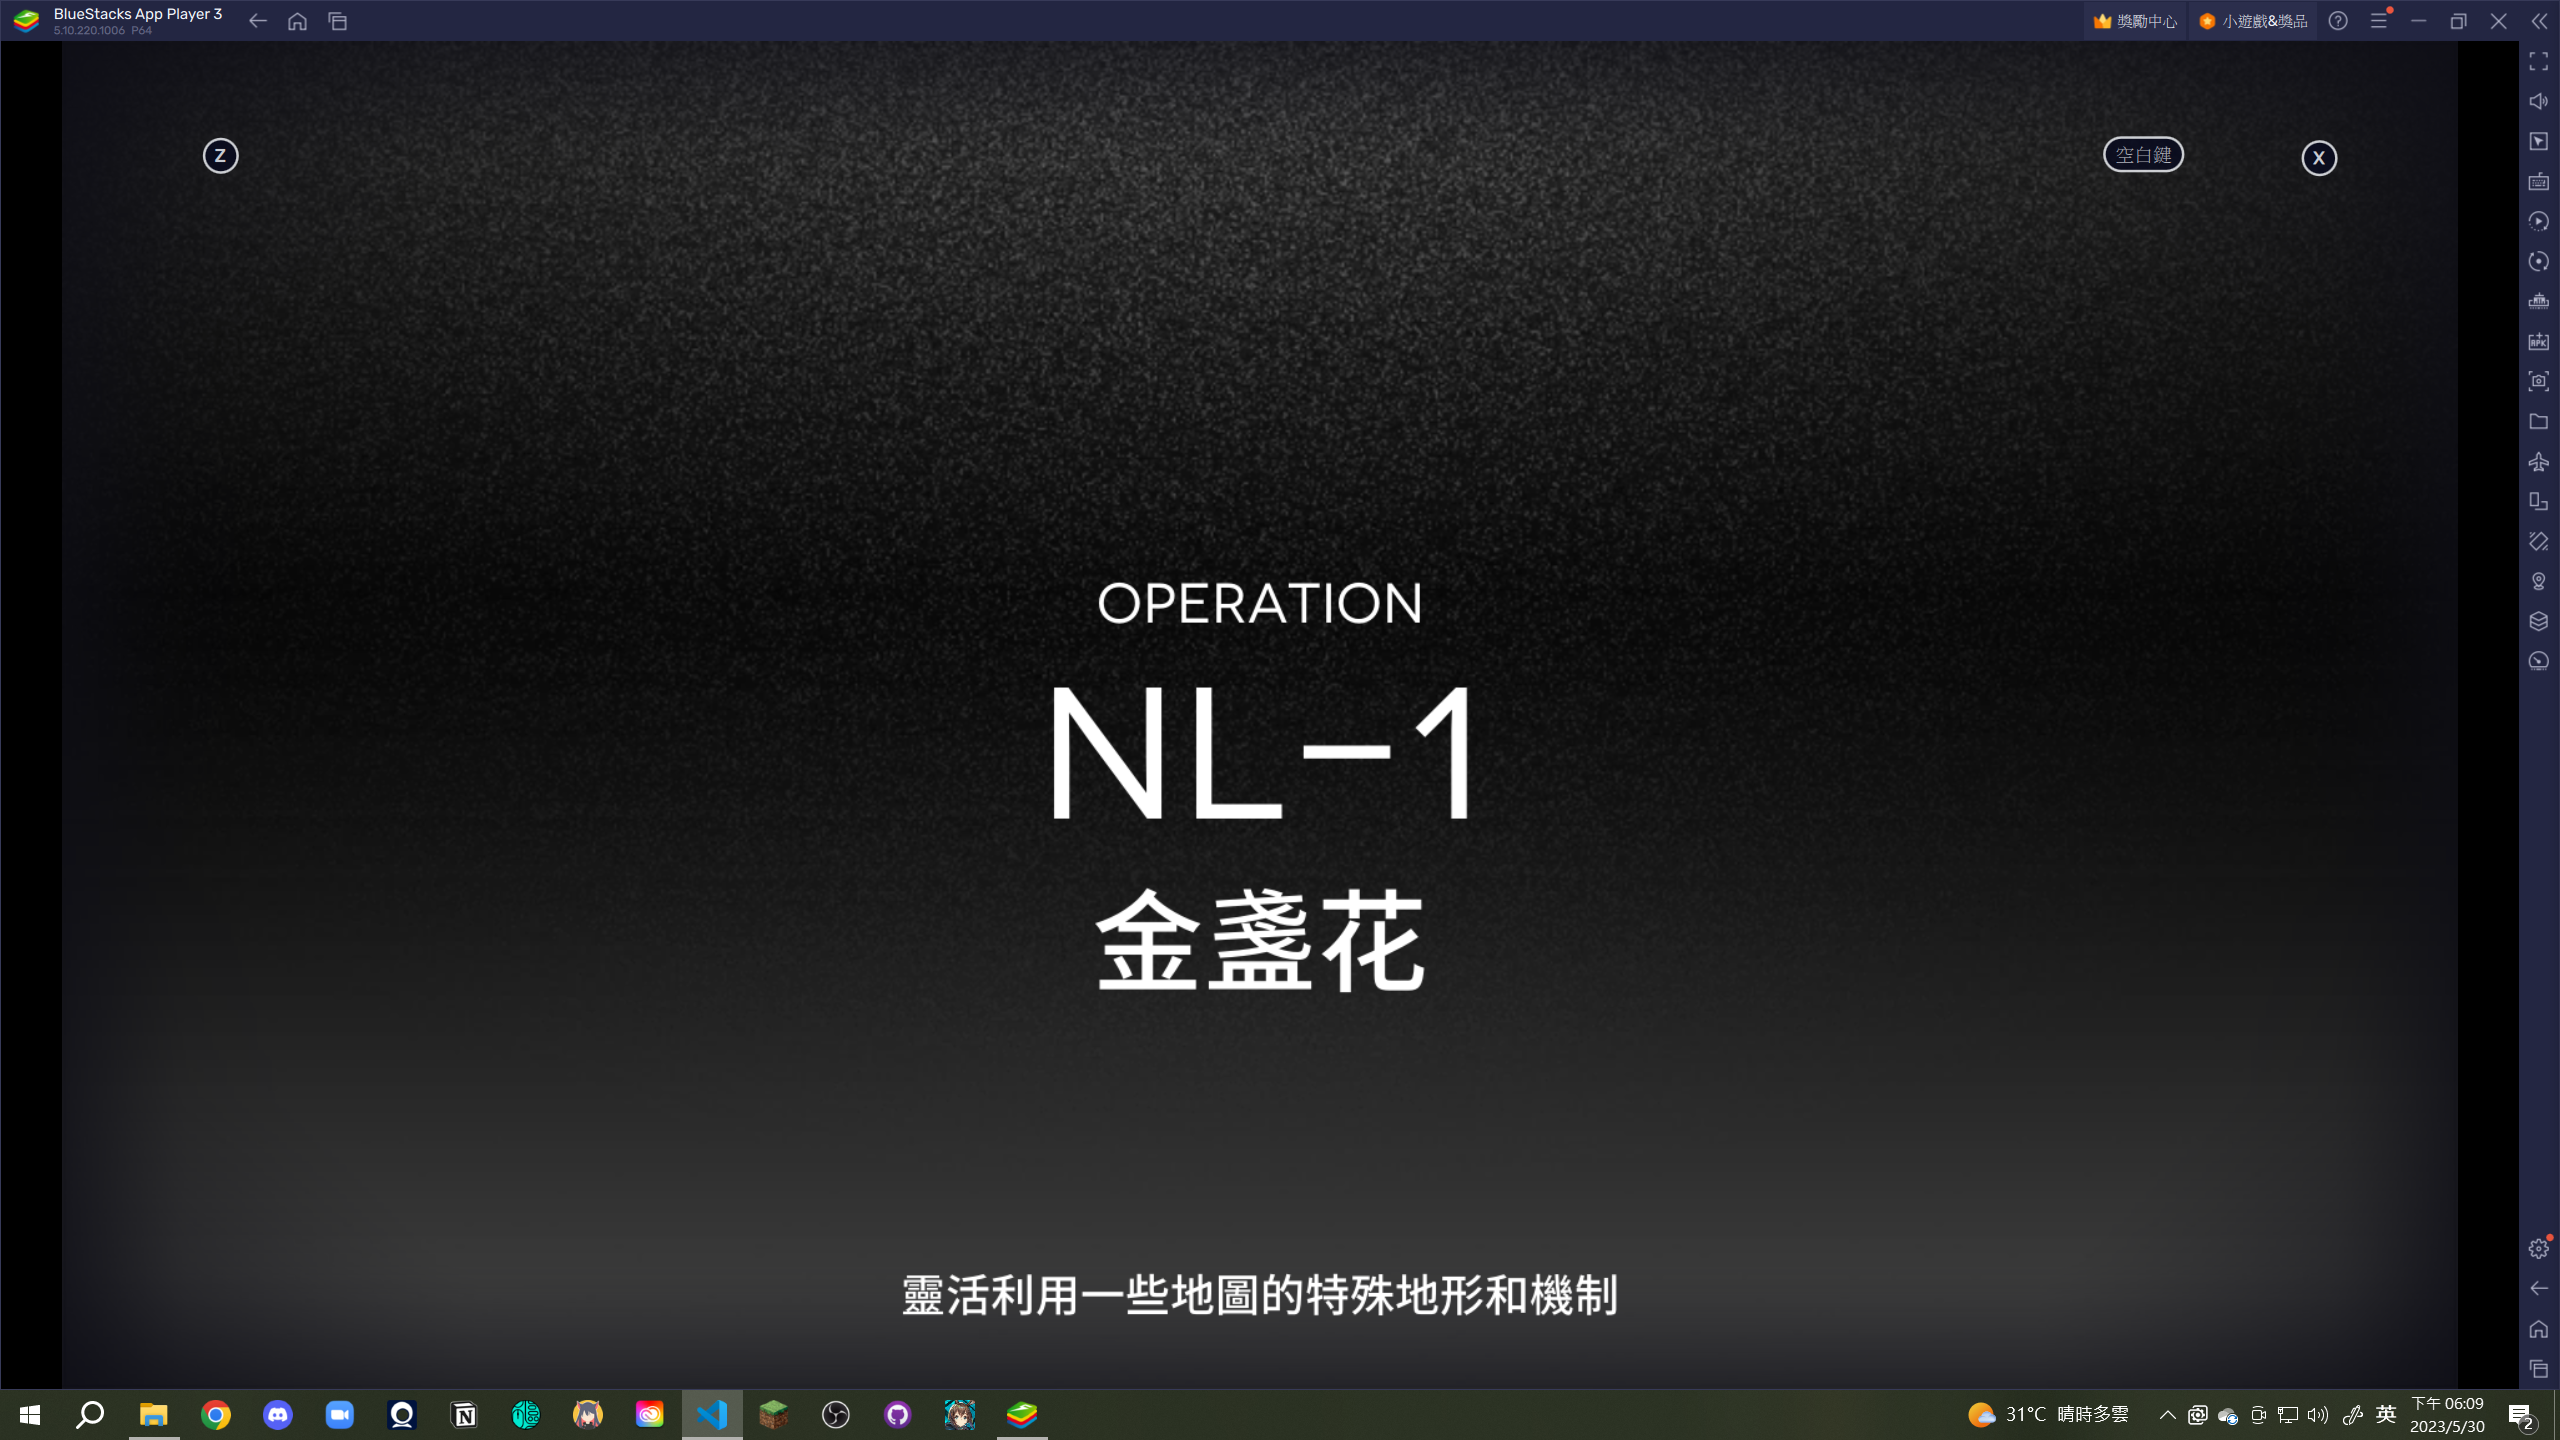 BlueStacks App Player 3
5.10.220.1006 P64
獎勵中心
小遊戲&獎品
Z
空白鍵
X
OPERATION
NL-1
金盞花
靈活利用一些地圖的特殊地形和機制
31°C 晴時多雲
英
下午 06:09
2023/5/30
2